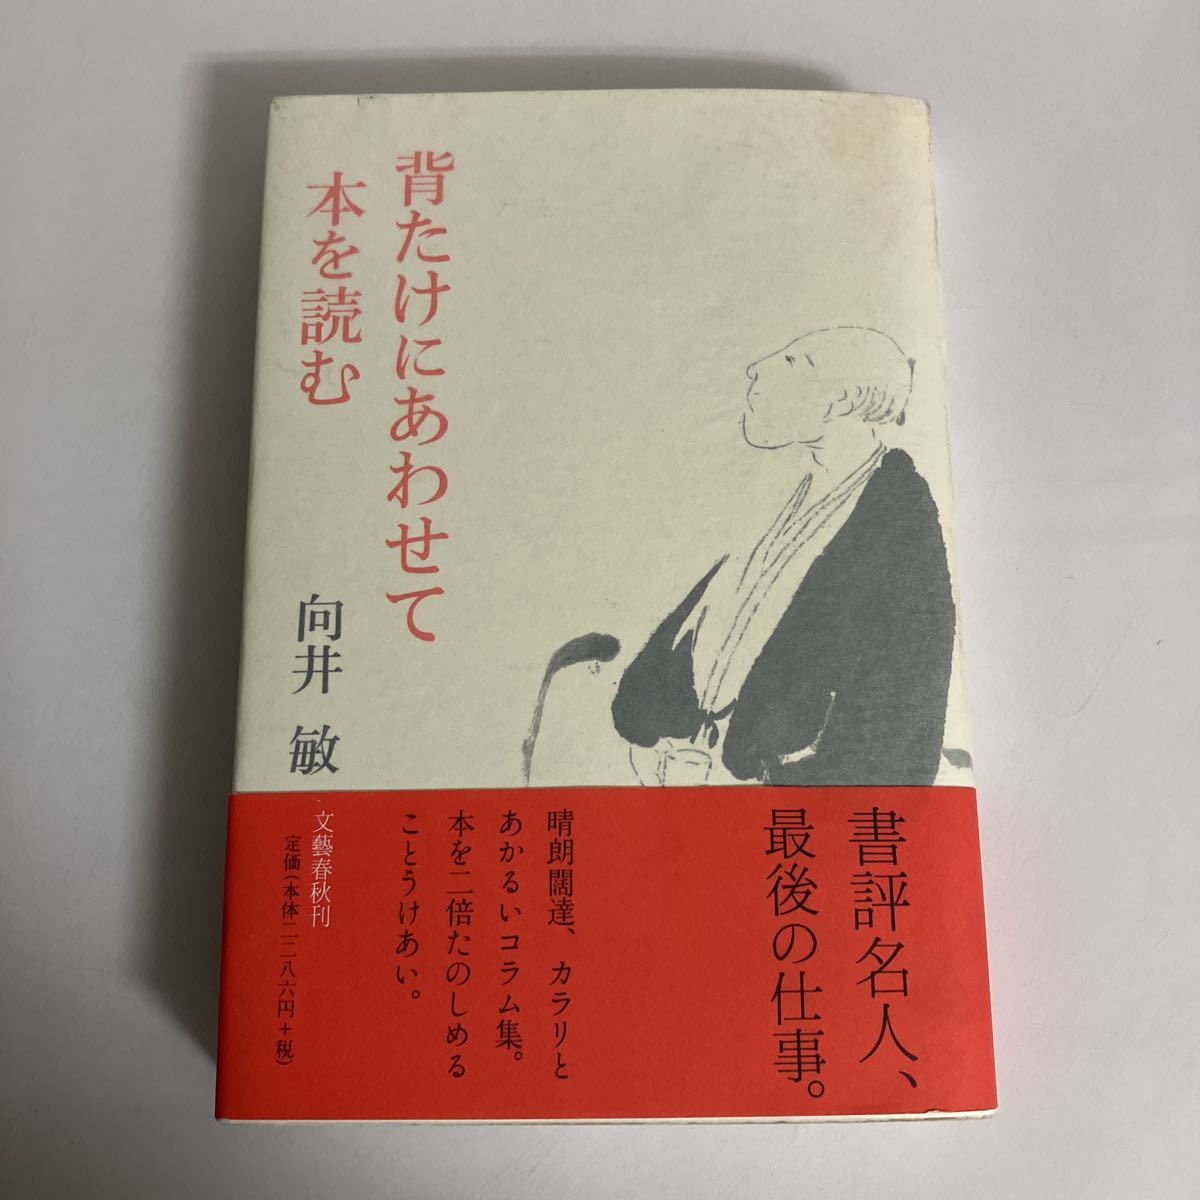 背たけにあわせて
本を読む
向井 敏
書評名人、
最後の仕事。
晴朗闊達、カラリと
あかるいコラム集。
本を二倍たのしめる
ことうけあい。
文藝春秋刊
定価(本体二二八六円+税)